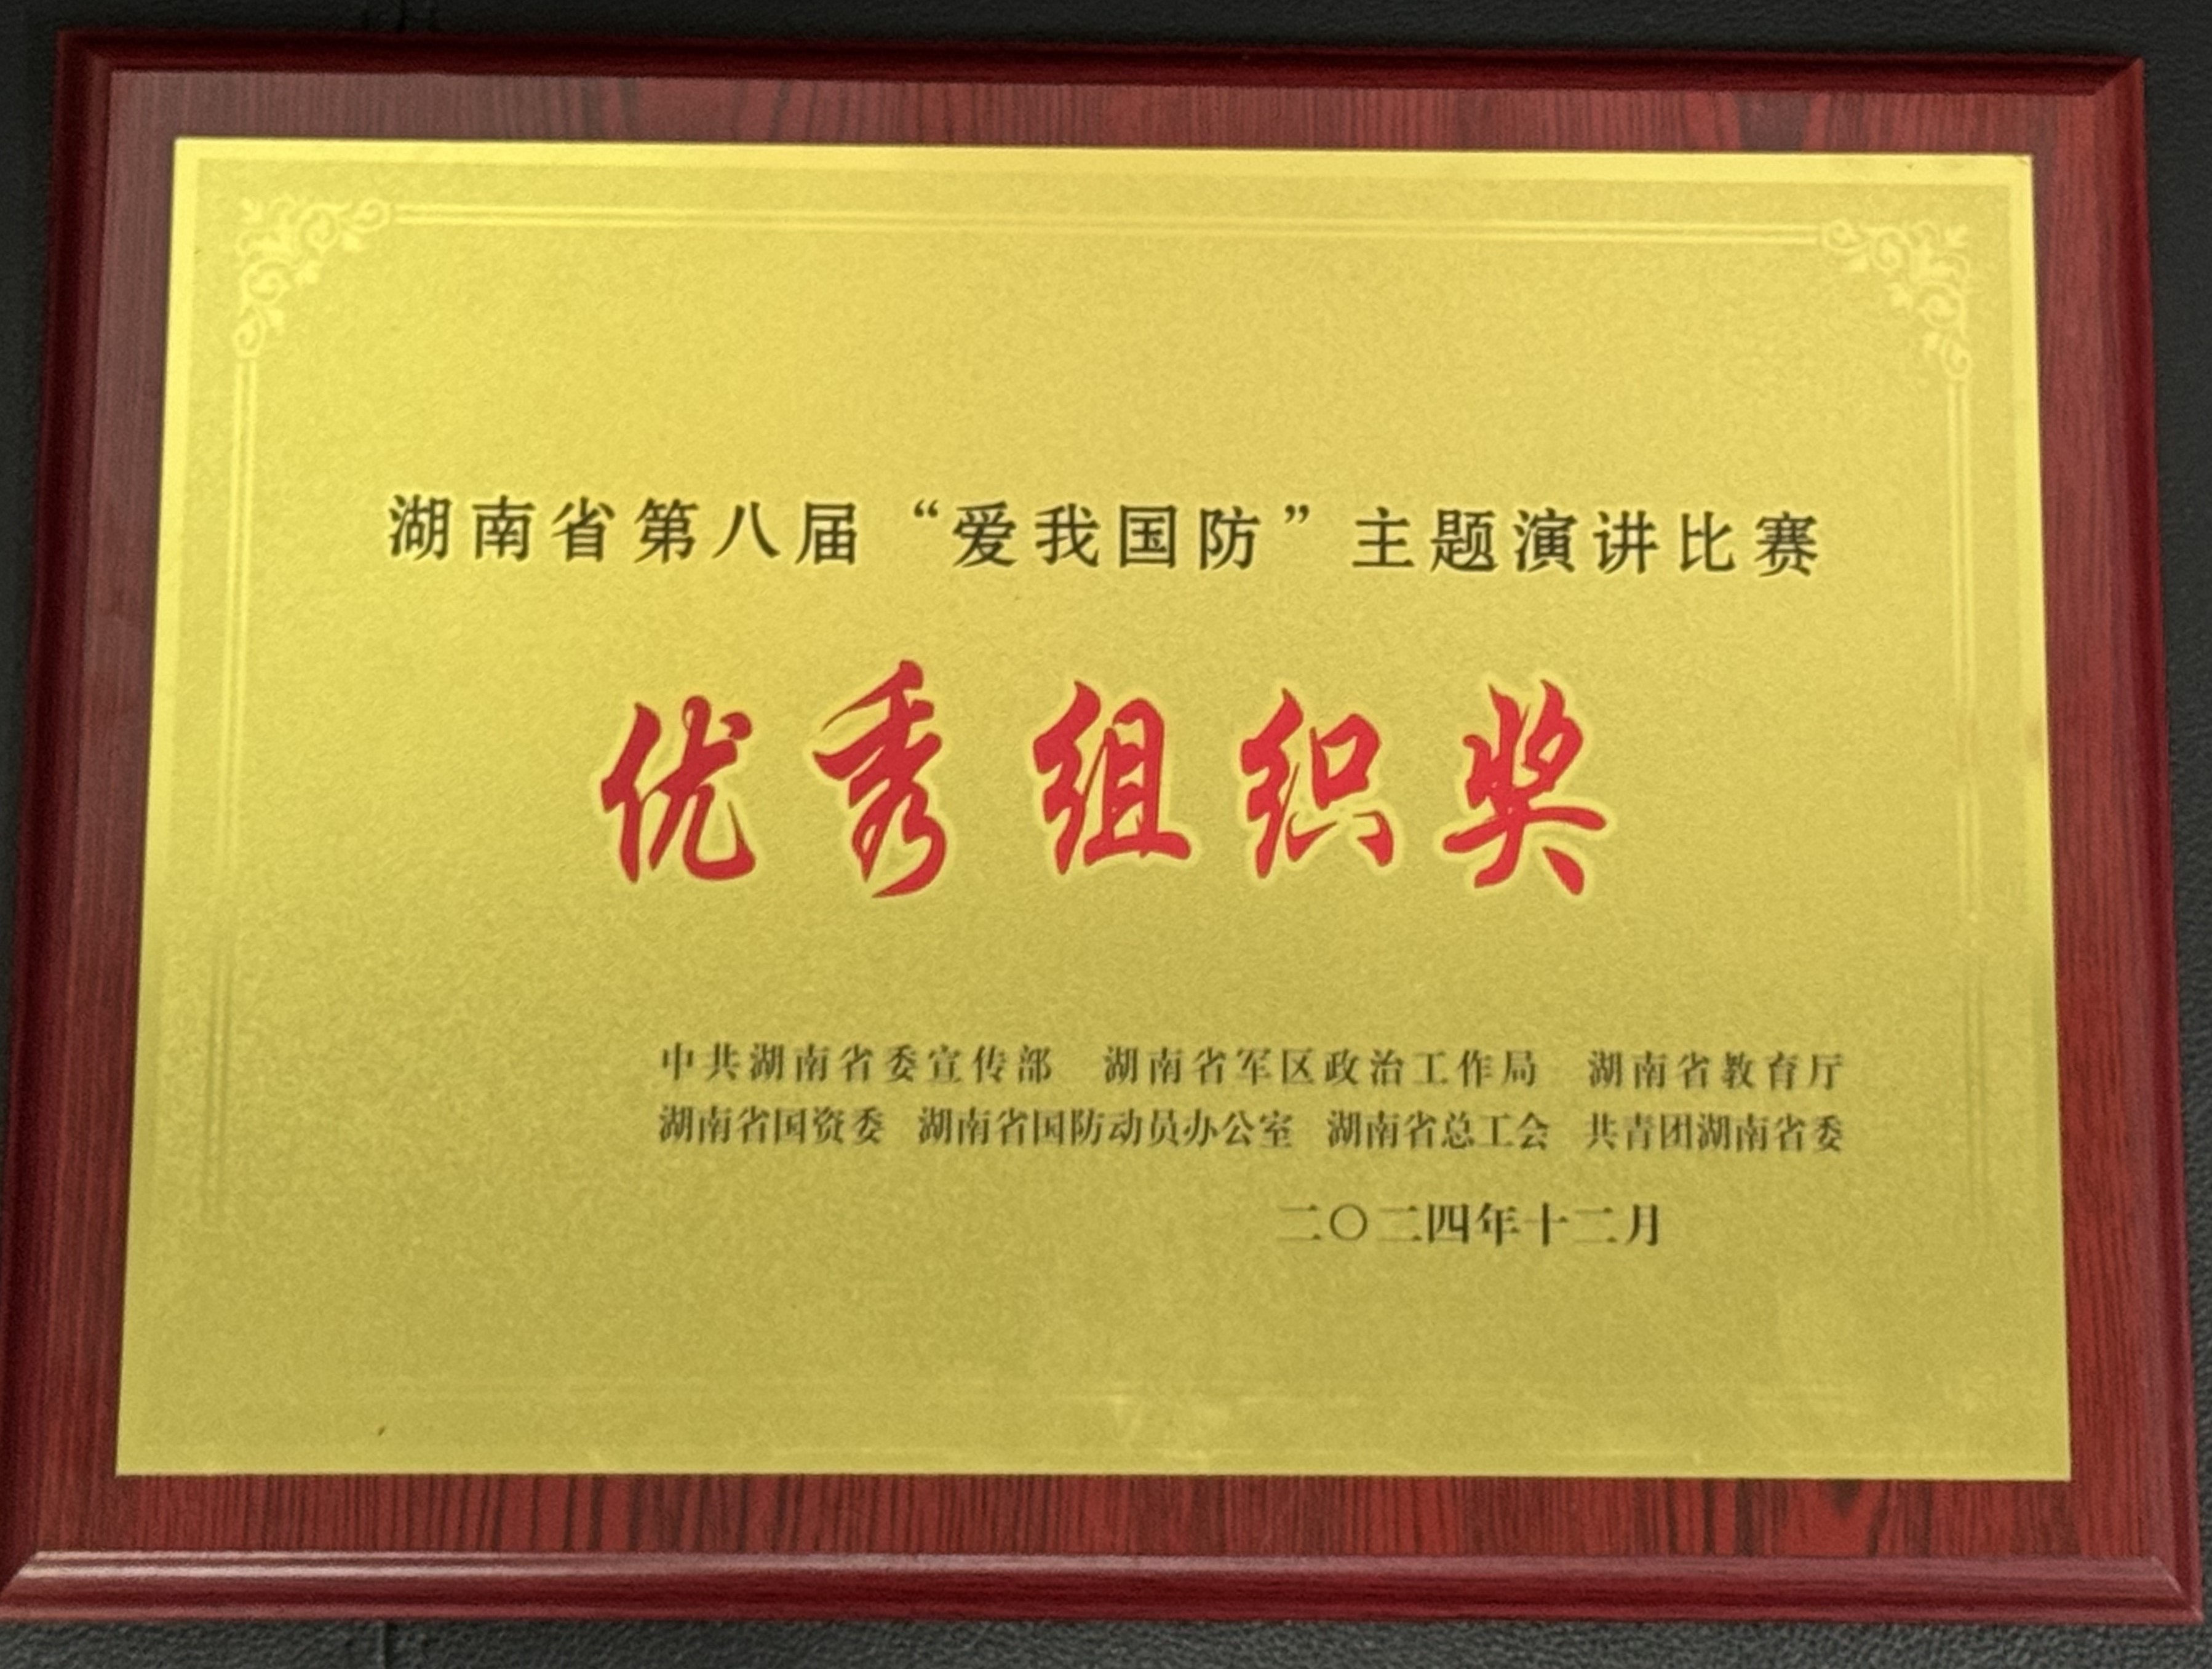 湖南省第八届“爱我国防”主题演讲比赛
优秀组织奖
中共湖南省委宣传部 湖南省军区政治工作局 湖南省教育厅
湖南省国资委 湖南省国防动员办公室 湖南省总工会 共青团湖南省委
二〇二四年十二月